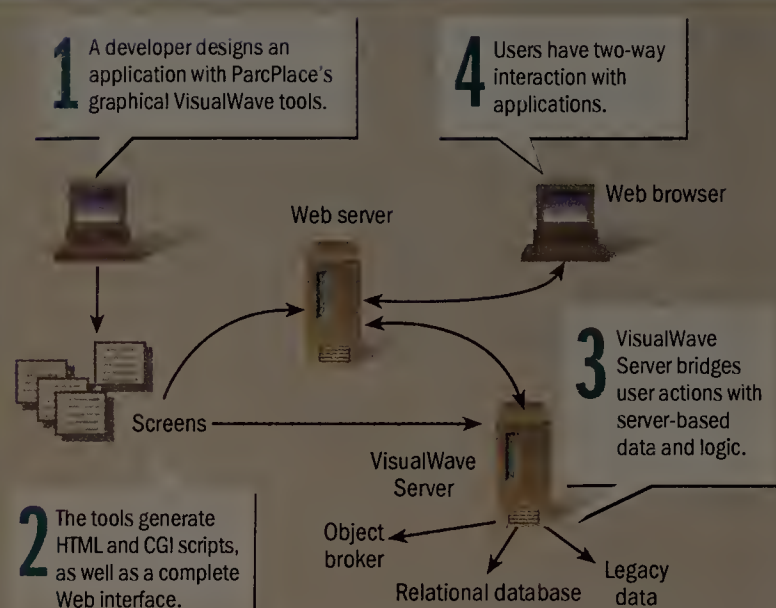 1 A developer designs an
application with ParcPlace's
graphical VisualWave tools.
4 Users have two-way
interaction with
applications.
Web server
Web browser
Screens
3 VisualWave
Server bridges
user actions with
server-based
data and logic.
VisualWave
Server
2 The tools generate
HTML and CGI scripts,
as well as a complete
Web interface.
Object
broker
Relational database
Legacy
data